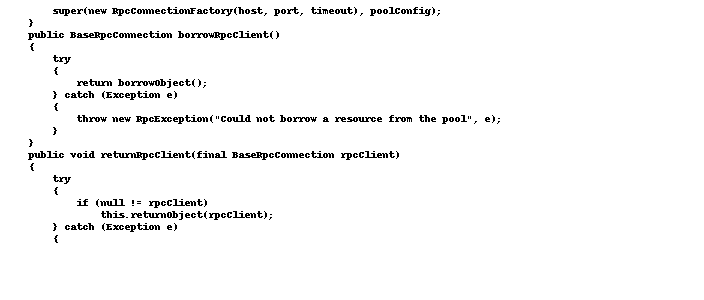 super(new RpcConnectionFactory(host, port, timeout), poolConfig);
}
public BaseRpcConnection borrowRpcClient()
{
try
{
return borrowObject();
} catch (Exception e)
{
throw new RpcException("Could not borrow a resource from the pool", e);
}
}
public void returnRpcClient(final BaseRpcConnection rpcClient)
{
try
{
if (null != rpcClient)
this.returnObject(rpcClient);
} catch (Exception e)
{